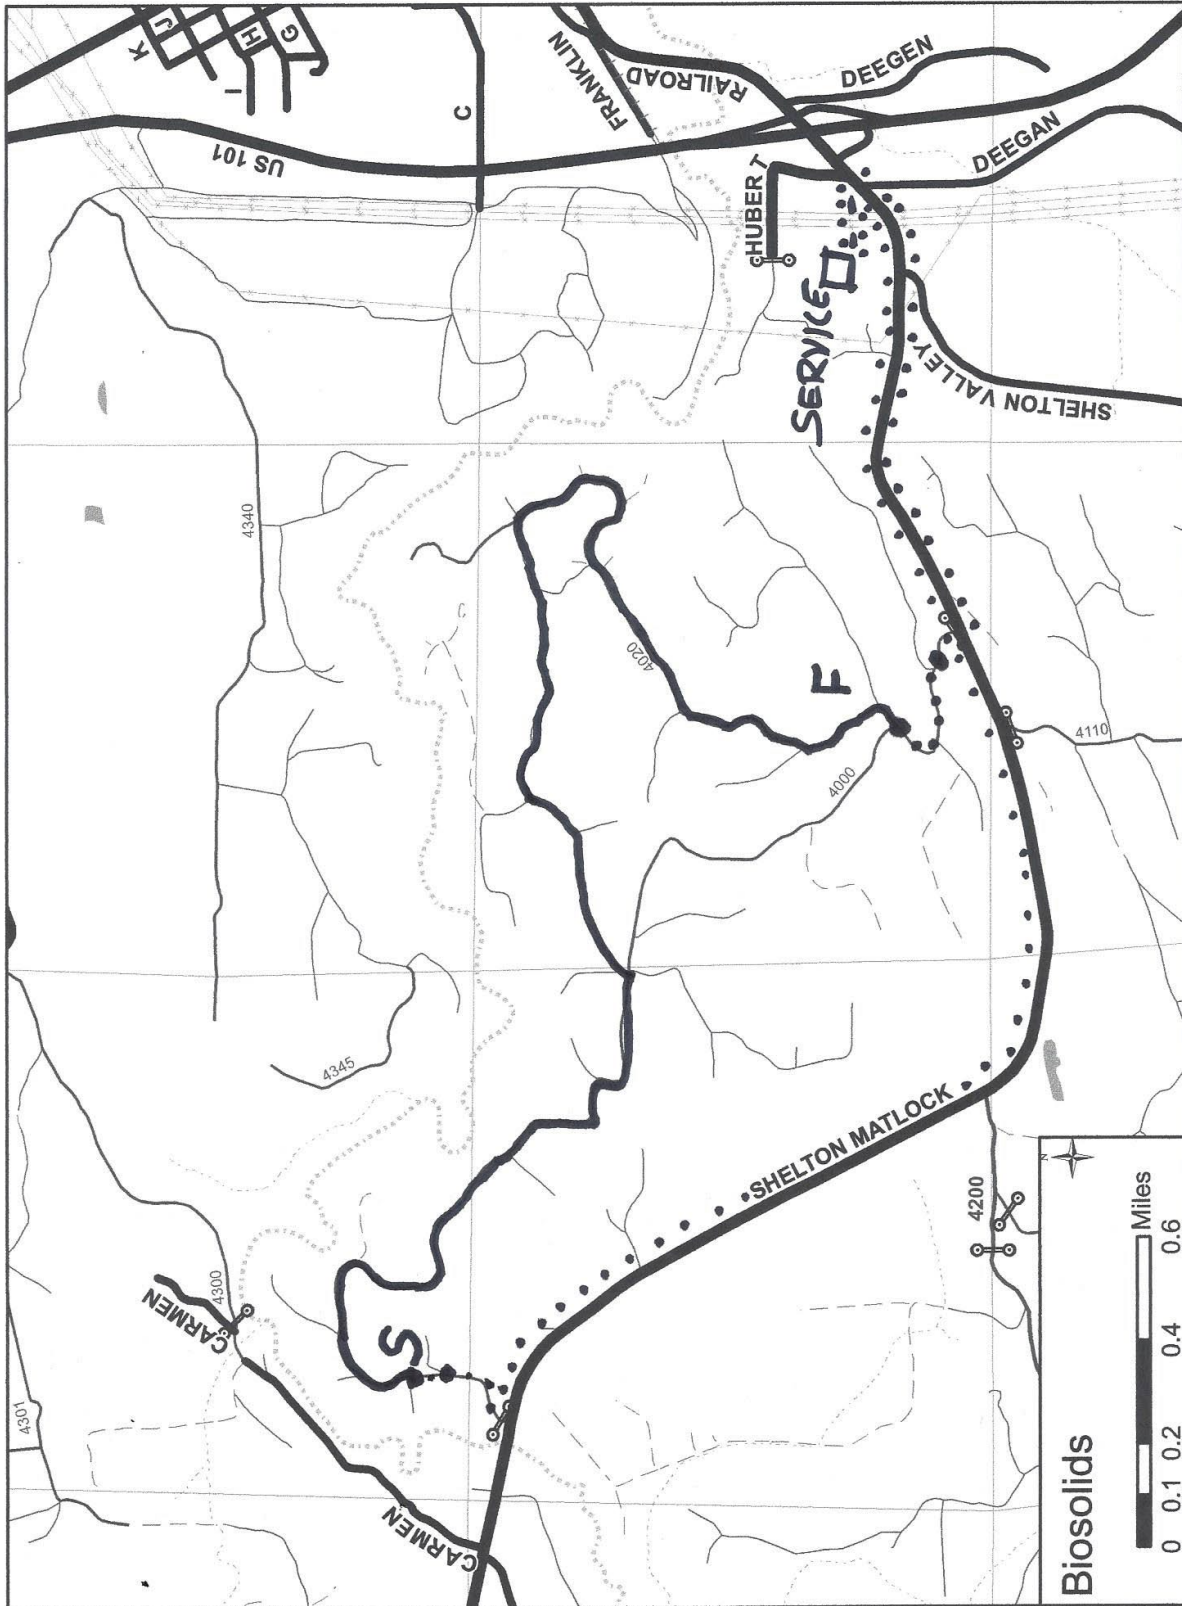 K
J
H
G
I
C
US 101
FRANKLIN
RAILROAD
DEEGEN
DEEGAN
HUBERT
SERVICE
SHELTON VALLEY
4340
4020
F
4000
4110
4345
SHELTON MATLOCK
4200
4300
CARMEN
S
4301
CARMEN
Biosolids
N
Miles
0 0.1 0.2 0.4 0.6